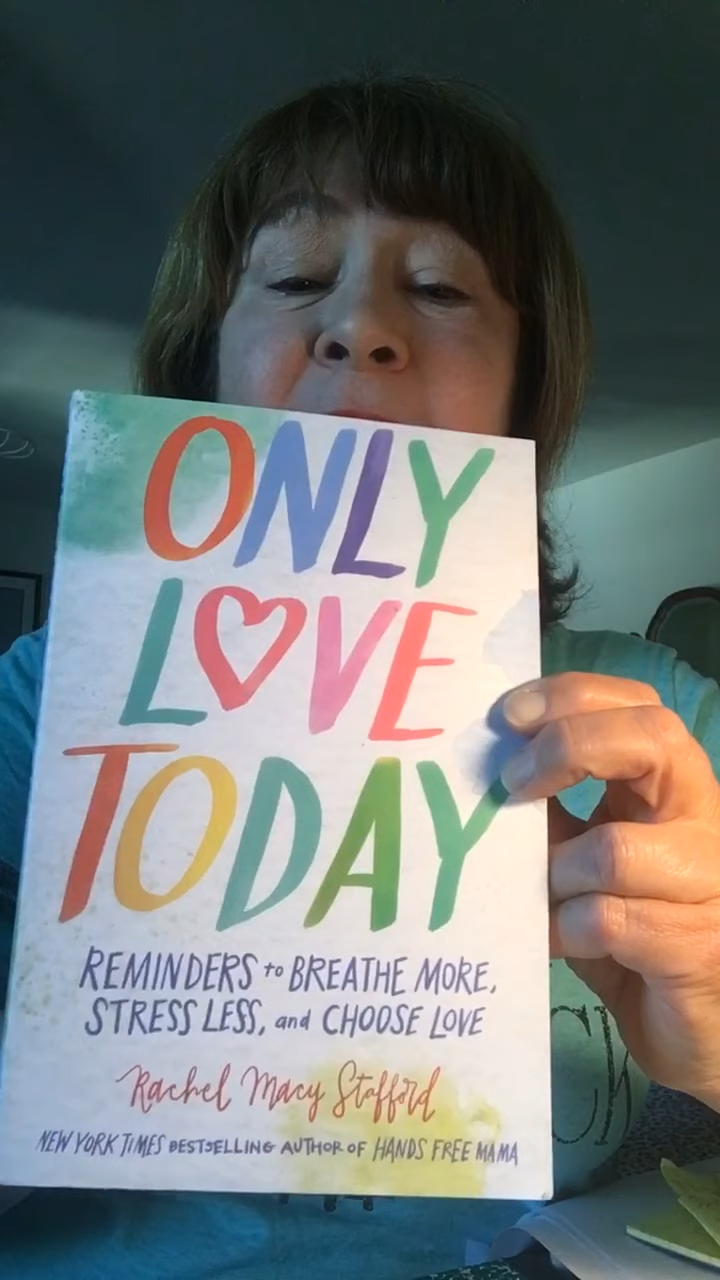 ONLY
LOVE
TODAY
REMINDERS to BREATHE MORE,
STRESS LESS, and CHOOSE LOVE
Rachel Macy Stafford
NEW YORK TIMES BESTSELLING AUTHOR OF HANDS FREE MAMA
CK